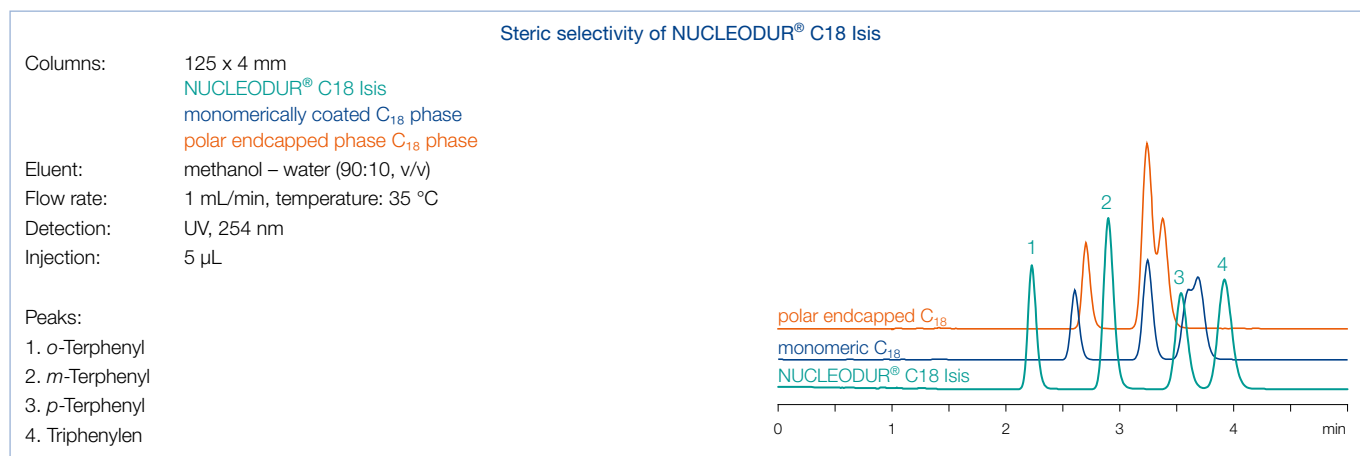 Steric selectivity of NUCLEODUR® C18 Isis
Columns: 125 x 4 mm
NUCLEODUR® C18 Isis
monomerically coated C₁₈ phase
polar endcapped phase C₁₈ phase
Eluent: methanol – water (90:10, v/v)
Flow rate: 1 mL/min, temperature: 35 °C
Detection: UV, 254 nm
Injection: 5 µL
Peaks:
1. o-Terphenyl
2. m-Terphenyl
3. p-Terphenyl
4. Triphenylen
1 2 3 4
polar endcapped C₁₈
monomeric C₁₈
NUCLEODUR® C18 Isis
0 1 2 3 4 min